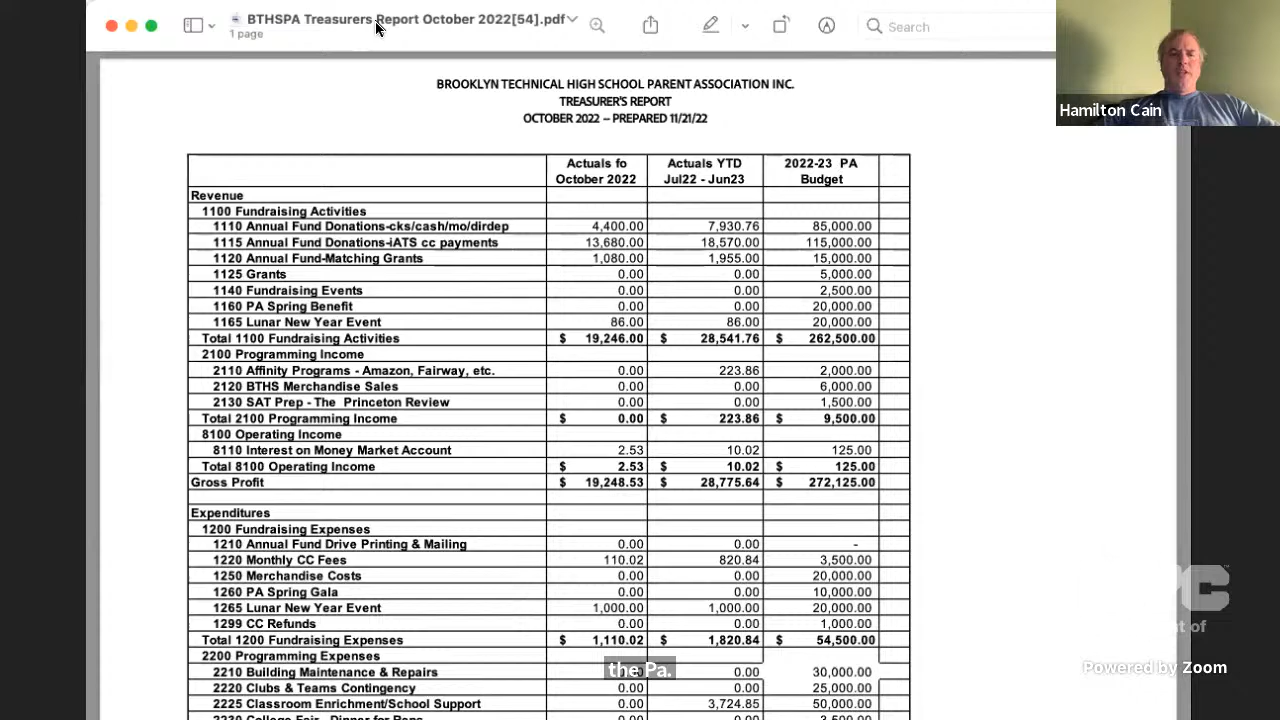 BTHSPA Treasurers Report October 2022[54].pdf
1 page
Search
Hamilton Cain
BROOKLYN TECHNICAL HIGH SCHOOL PARENT ASSOCIATION INC.
TREASURER'S REPORT
OCTOBER 2022 -- PREPARED 11/21/22
Actuals fo October 2022 Actuals YTD Jul22 - Jun23 2022-23 PA Budget
Revenue
1100 Fundraising Activities
1110 Annual Fund Donations-cks/cash/mo/dirdep 4,400.00 7,930.76 85,000.00
1115 Annual Fund Donations-iATS cc payments 13,680.00 18,570.00 115,000.00
1120 Annual Fund-Matching Grants 1,080.00 1,955.00 15,000.00
1125 Grants 0.00 0.00 5,000.00
1140 Fundraising Events 0.00 0.00 2,500.00
1160 PA Spring Benefit 0.00 0.00 20,000.00
1165 Lunar New Year Event 86.00 86.00 20,000.00
Total 1100 Fundraising Activities $ 19,246.00 $ 28,541.76 $ 262,500.00
2100 Programming Income
2110 Affinity Programs - Amazon, Fairway, etc. 0.00 223.86 2,000.00
2120 BTHS Merchandise Sales 0.00 0.00 6,000.00
2130 SAT Prep - The Princeton Review 0.00 0.00 1,500.00
Total 2100 Programming Income $ 0.00 $ 223.86 $ 9,500.00
8100 Operating Income
8110 Interest on Money Market Account 2.53 10.02 125.00
Total 8100 Operating Income $ 2.53 $ 10.02 $ 125.00
Gross Profit $ 19,248.53 $ 28,775.64 $ 272,125.00
Expenditures
1200 Fundraising Expenses
1210 Annual Fund Drive Printing & Mailing 0.00 0.00 -
1220 Monthly CC Fees 110.02 820.84 3,500.00
1250 Merchandise Costs 0.00 0.00 20,000.00
1260 PA Spring Gala 0.00 0.00 10,000.00
1265 Lunar New Year Event 1,000.00 1,000.00 20,000.00
1299 CC Refunds 0.00 0.00 1,000.00
Total 1200 Fundraising Expenses $ 1,110.02 $ 1,820.84 $ 54,500.00
2200 Programming Expenses
2210 Building Maintenance & Repairs 0.00 30,000.00
the Pa.
2220 Clubs & Teams Contingency 0.00 0.00 25,000.00
2225 Classroom Enrichment/School Support 0.00 3,724.85 50,000.00
2230 College Fair - Dinner for Reps 0.00 0.00 3,500.00
Powered by Zoom